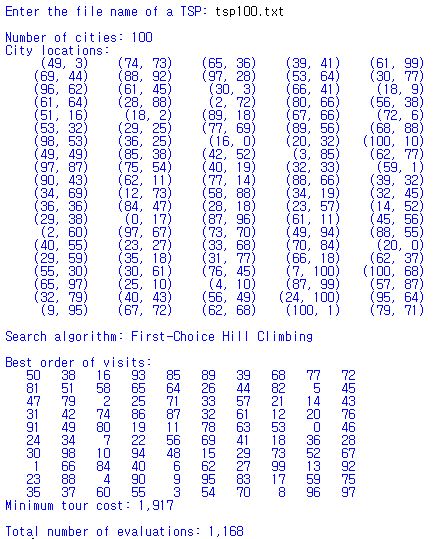 Enter the file name of a TSP: tsp100.txt
Number of cities: 100
City locations:
(49, 3) (74, 73) (65, 36) (39, 41) (61, 99)
(69, 44) (88, 92) (97, 28) (53, 64) (30, 77)
(96, 62) (61, 45) (30, 3) (66, 41) (18, 9)
(61, 64) (28, 88) (2, 72) (80, 66) (56, 38)
(51, 16) (18, 2) (89, 18) (67, 66) (72, 6)
(53, 32) (29, 25) (77, 69) (89, 56) (68, 88)
(98, 53) (36, 25) (16, 0) (20, 32) (100, 10)
(49, 49) (85, 38) (42, 52) (3, 85) (62, 77)
(97, 87) (75, 54) (40, 19) (32, 33) (59, 1)
(90, 43) (62, 11) (77, 14) (88, 66) (39, 32)
(34, 69) (12, 73) (58, 88) (34, 19) (32, 45)
(36, 36) (84, 47) (28, 18) (23, 57) (14, 52)
(29, 38) (0, 17) (87, 96) (61, 11) (45, 56)
(2, 60) (97, 67) (73, 70) (49, 94) (88, 55)
(40, 55) (23, 27) (33, 68) (70, 84) (20, 0)
(29, 59) (35, 18) (31, 77) (66, 18) (62, 37)
(55, 30) (30, 61) (76, 45) (7, 100) (100, 68)
(65, 97) (25, 10) (4, 10) (87, 99) (57, 87)
(32, 79) (40, 43) (56, 49) (24, 100) (95, 64)
(9, 95) (67, 72) (62, 68) (100, 1) (79, 71)
Search algorithm: First-Choice Hill Climbing
Best order of visits:
50 38 16 93 85 89 39 68 77 72
81 51 58 65 64 26 44 82 5 45
47 79 2 25 71 33 57 21 14 43
31 42 74 86 87 32 61 12 20 76
91 49 80 19 11 78 63 53 0 46
24 34 7 22 56 69 41 18 36 28
30 98 10 94 48 15 29 73 52 67
1 66 84 40 6 62 27 99 13 92
23 88 4 90 9 95 83 17 59 75
35 37 60 55 3 54 70 8 96 97
Minimum tour cost: 1,917
Total number of evaluations: 1,168